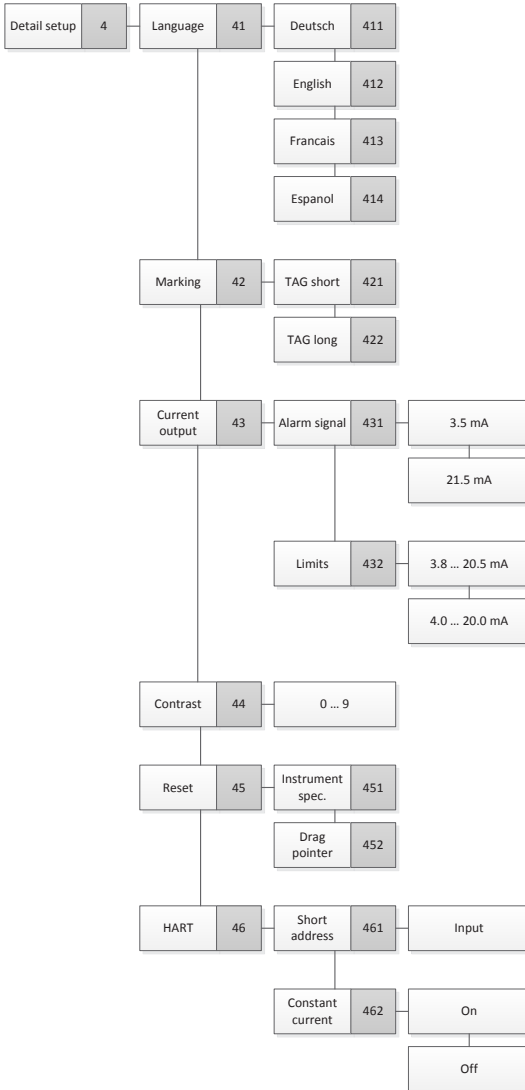 Detail setup 4 Language 41 Deutsch 411
English 412
Francais 413
Espanol 414
Marking 42 TAG short 421
TAG long 422
Current
output 43 Alarm signal 431 3.5 mA
21.5 mA
Limits 432 3.8 ... 20.5 mA
4.0 ... 20.0 mA
Contrast 44 0 ... 9
Reset 45 Instrument
spec. 451
Drag
pointer 452
HART 46 Short
address 461 Input
Constant
current 462 On
Off